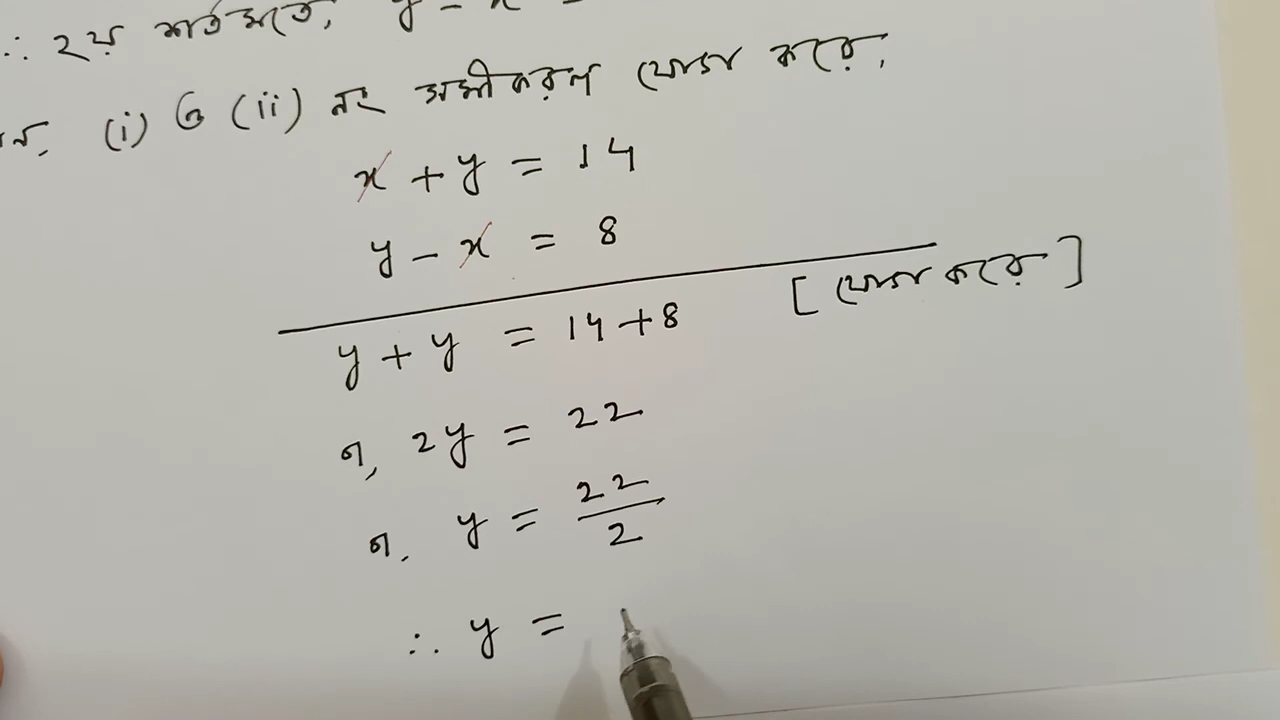 ∴ ২য় শর্তমতে, y - x
(i) ও (ii) নং সমীকরণ যোগ করে,
x + y = 14
y - x = 8
y + y = 14 + 8 [যোগ করে]
বা, 2y = 22
বা, y = 22/2
∴ y =